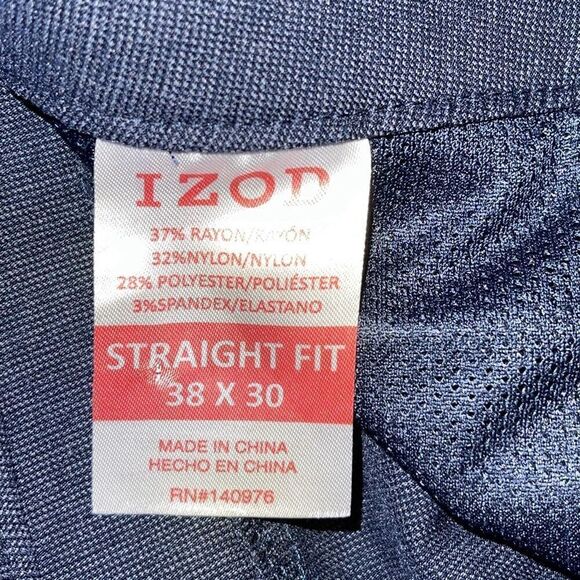 IZOD
37% RAYON/RAYÓN
32%NYLON/NYLON
28% POLYESTER/POLIÉSTER
3%SPANDEX/ELASTANO
STRAIGHT FIT
38 X 30
MADE IN CHINA
HECHO EN CHINA
RN#140976